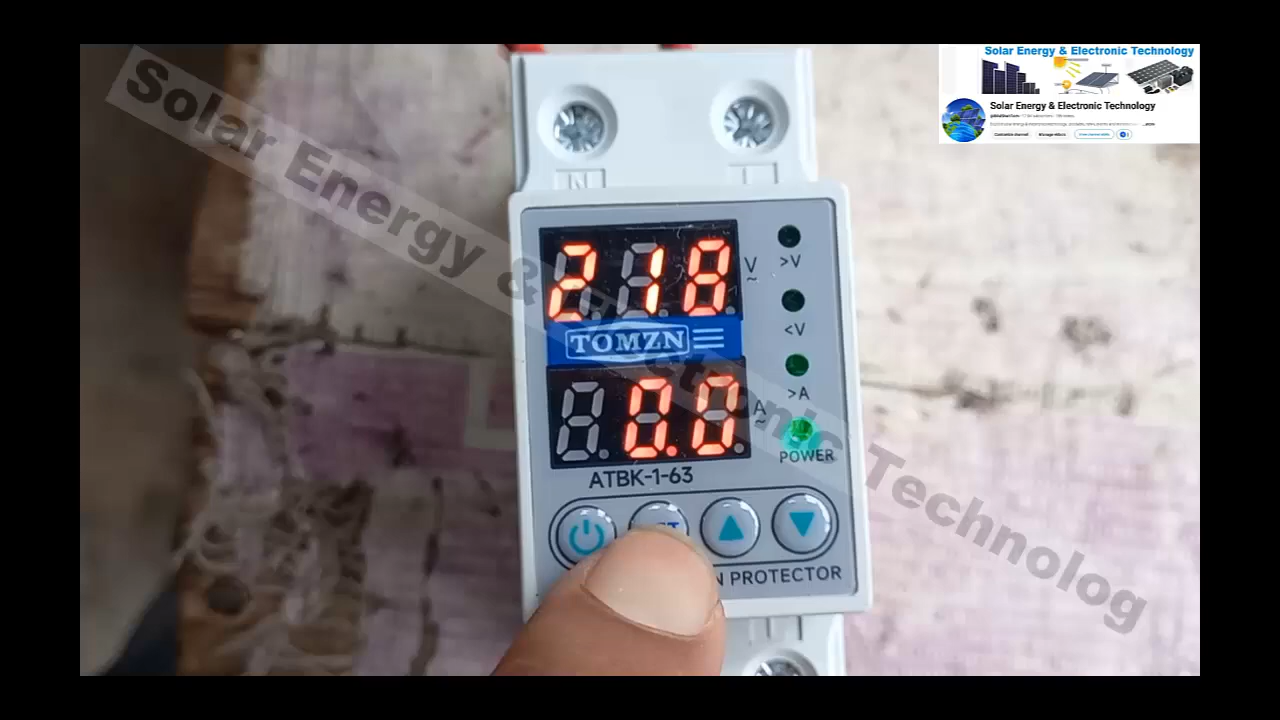 Solar Energy & Electronic Technology
Solar Energy & Electronic Technology
Solar Energy & Electronic Technolog
N
218
V
~
>V
TOMZN
<V
0.0
A
~
>A
POWER
ATBK-1-63
N PROTECTOR